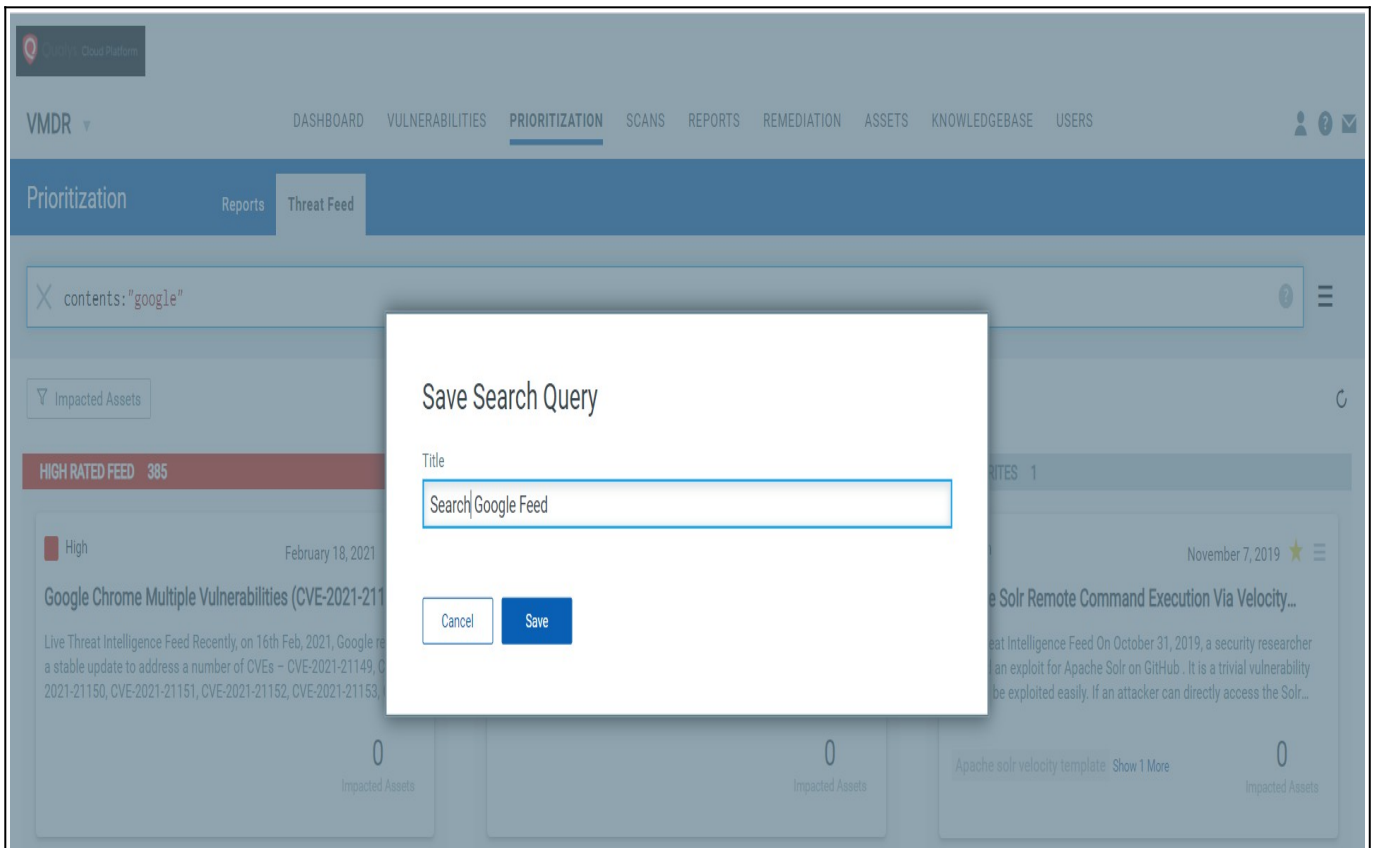 QUALYS Cloud Platform
VMDR
DASHBOARD VULNERABILITIES PRIORITIZATION SCANS REPORTS REMEDIATION ASSETS KNOWLEDGEBASE USERS
Prioritization Reports Threat Feed
contents:"google"
Impacted Assets
HIGH RATED FEED 385
RITES 1
Save Search Query
Title
Search Google Feed
Cancel Save
High February 18, 2021
Google Chrome Multiple Vulnerabilities (CVE-2021-211
Live Threat Intelligence Feed Recently, on 16th Feb, 2021, Google re
a stable update to address a number of CVEs – CVE-2021-21149, C
2021-21150, CVE-2021-21151, CVE-2021-21152, CVE-2021-21153,
0
Impacted Assets
0
Impacted Assets
November 7, 2019
e Solr Remote Command Execution Via Velocity...
eat Intelligence Feed On October 31, 2019, a security researcher
an exploit for Apache Solr on GitHub . It is a trivial vulnerability
be exploited easily. If an attacker can directly access the Solr...
Apache solr velocity template Show 1 More
0
Impacted Assets